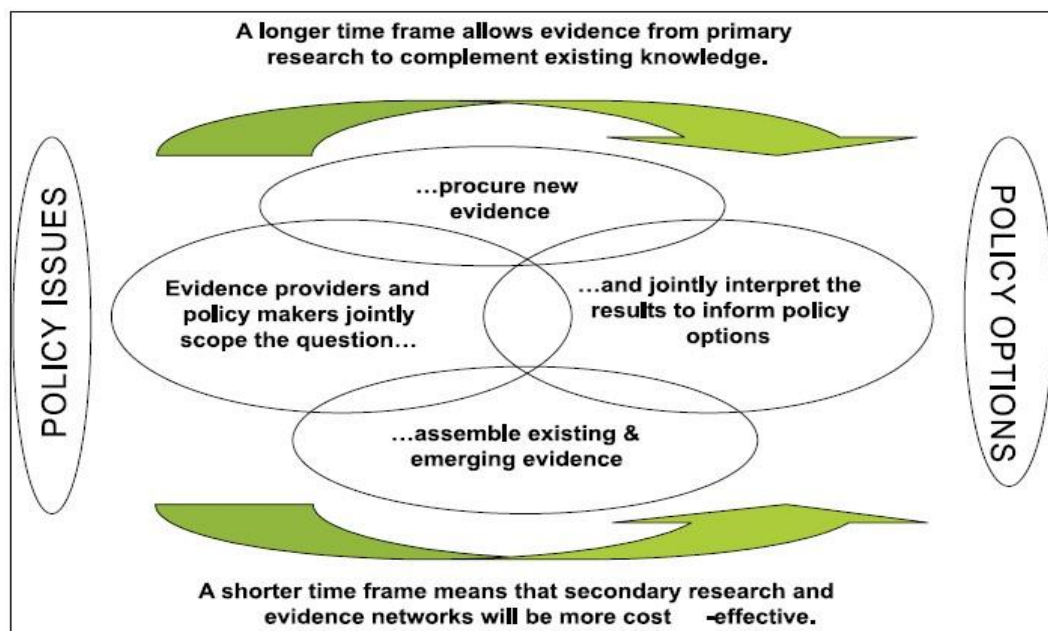 A longer time frame allows evidence from primary
research to complement existing knowledge.
POLICY ISSUES
…procure new
evidence
Evidence providers and
policy makers jointly
scope the question…
…and jointly interpret the
results to inform policy
options
…assemble existing &
emerging evidence
POLICY OPTIONS
A shorter time frame means that secondary research and
evidence networks will be more cost -effective.